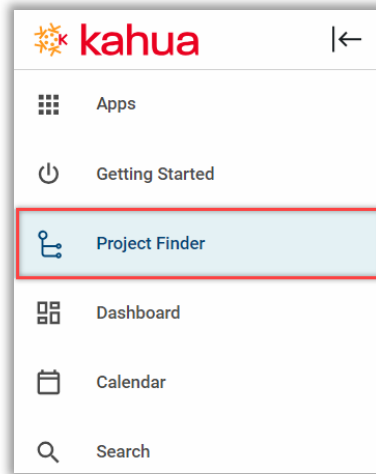 kahua
Apps
Getting Started
Project Finder
Dashboard
Calendar
Search